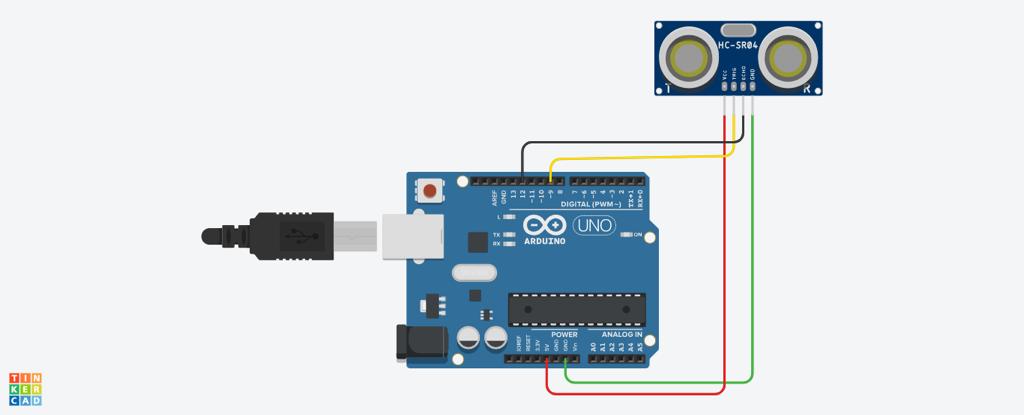 HC-SR04
VCC
TRIG
ECHO
GND
T
R
AREF
GND
13
12
~11
~10
~9
8
7
~6
~5
4
~3
2
TX→1
RX←0
DIGITAL (PWM~)
L
TX
RX
ARDUINO
UNO
ON
POWER
ANALOG IN
IOREF
RESET
3.3V
5V
GND
GND
Vin
A0
A1
A2
A3
A4
A5
TIN
KER
CAD